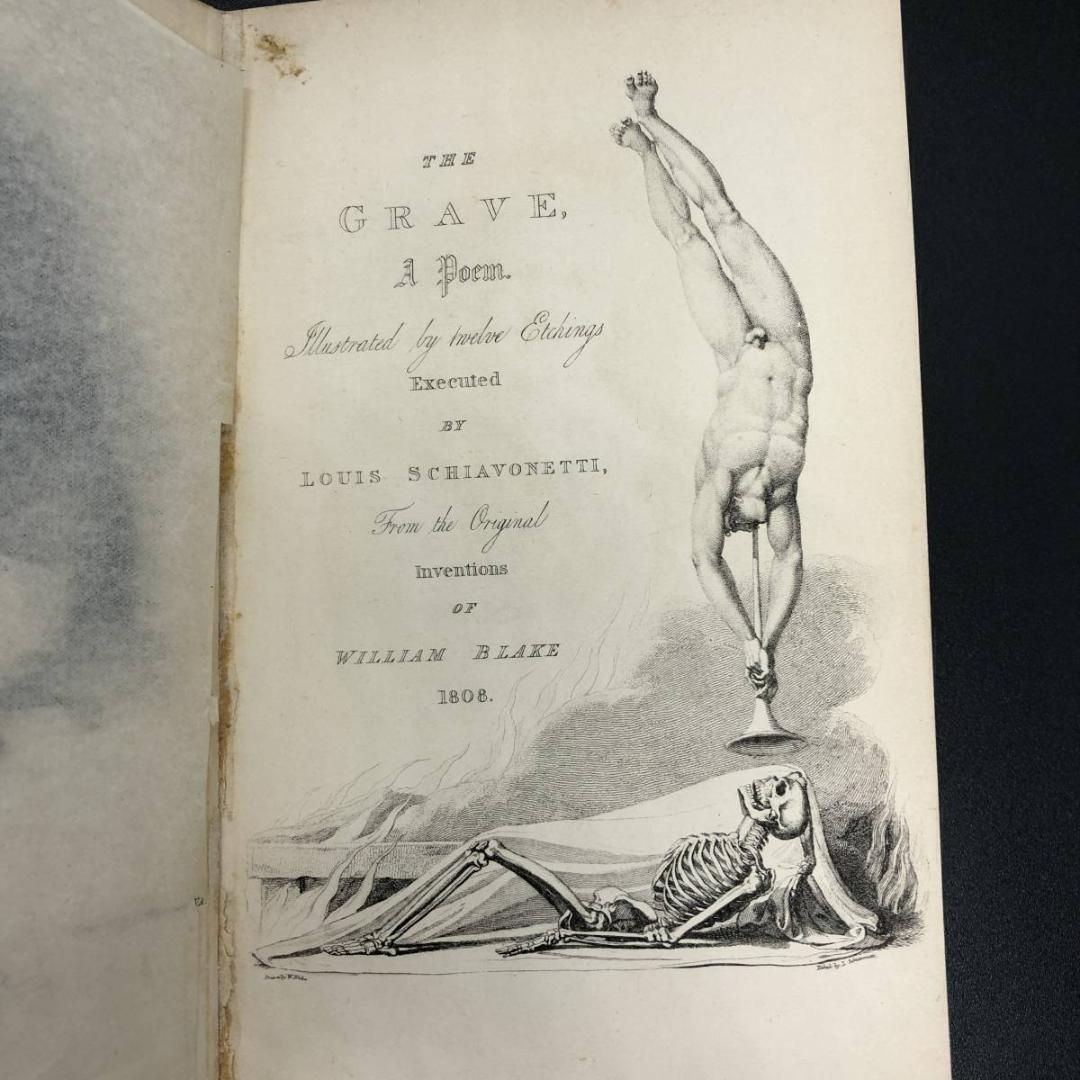 THE
GRAVE,
A Poem.
Illustrated by twelve Etchings
Executed
BY
LOUIS SCHIAVONETTI,
From the Original
Inventions
OF
WILLIAM BLAKE
1808.